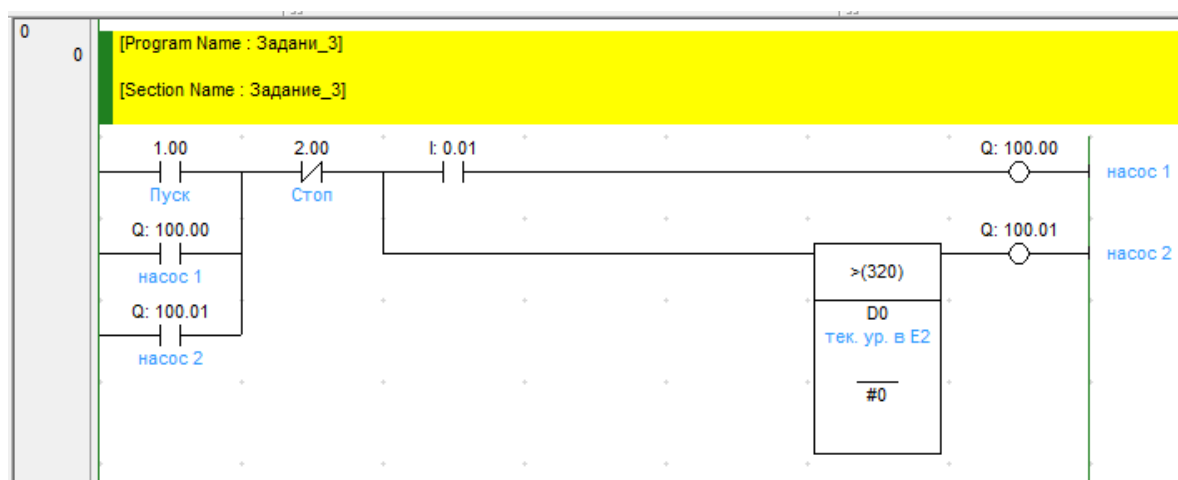 0
0
[Program Name : Задани_3]
[Section Name : Задание_3]
1.00
2.00
I: 0.01
Q: 100.00
Пуск
Стоп
насос 1
Q: 100.00
насос 1
Q: 100.01
насос 2
>(320)
D0
тек. ур. в E2
#0
Q: 100.01
насос 2